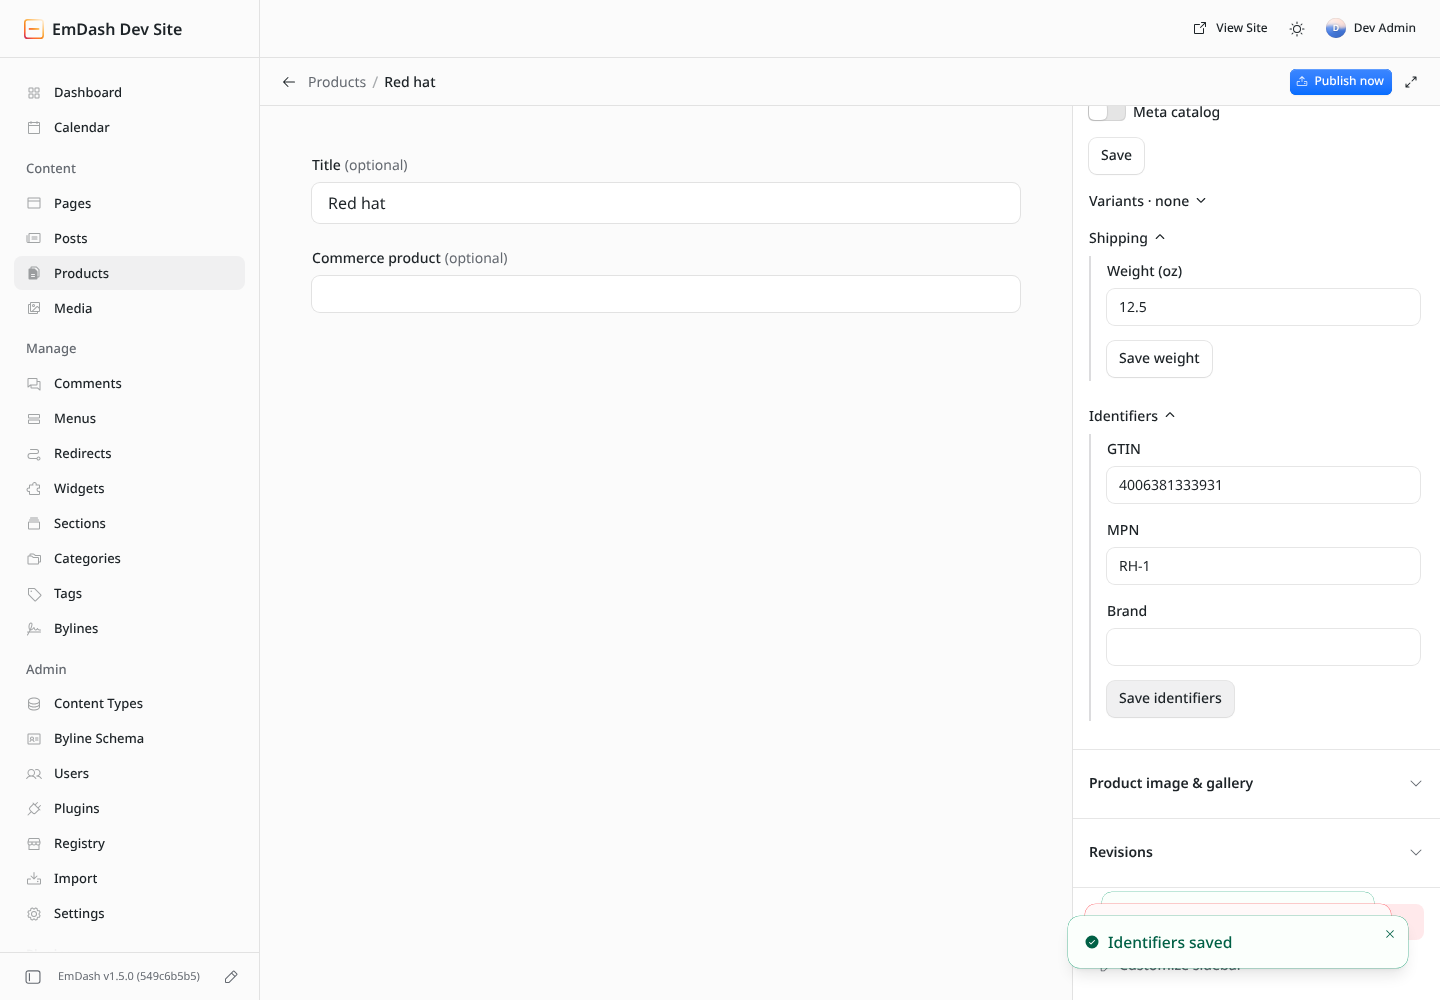 EmDash Dev Site
View Site
Dev Admin
Dashboard
Calendar
Content
Pages
Posts
Products
Media
Manage
Comments
Menus
Redirects
Widgets
Sections
Categories
Tags
Bylines
Admin
Content Types
Byline Schema
Users
Plugins
Registry
Import
Settings
EmDash v1.5.0 (549c6b5b5)
Products / Red hat
Publish now
Title (optional)
Red hat
Commerce product (optional)
Meta catalog
Save
Variants · none
Shipping
Weight (oz)
12.5
Save weight
Identifiers
GTIN
4006381333931
MPN
RH-1
Brand
Save identifiers
Product image & gallery
Revisions
Identifiers saved
Customize sidebar